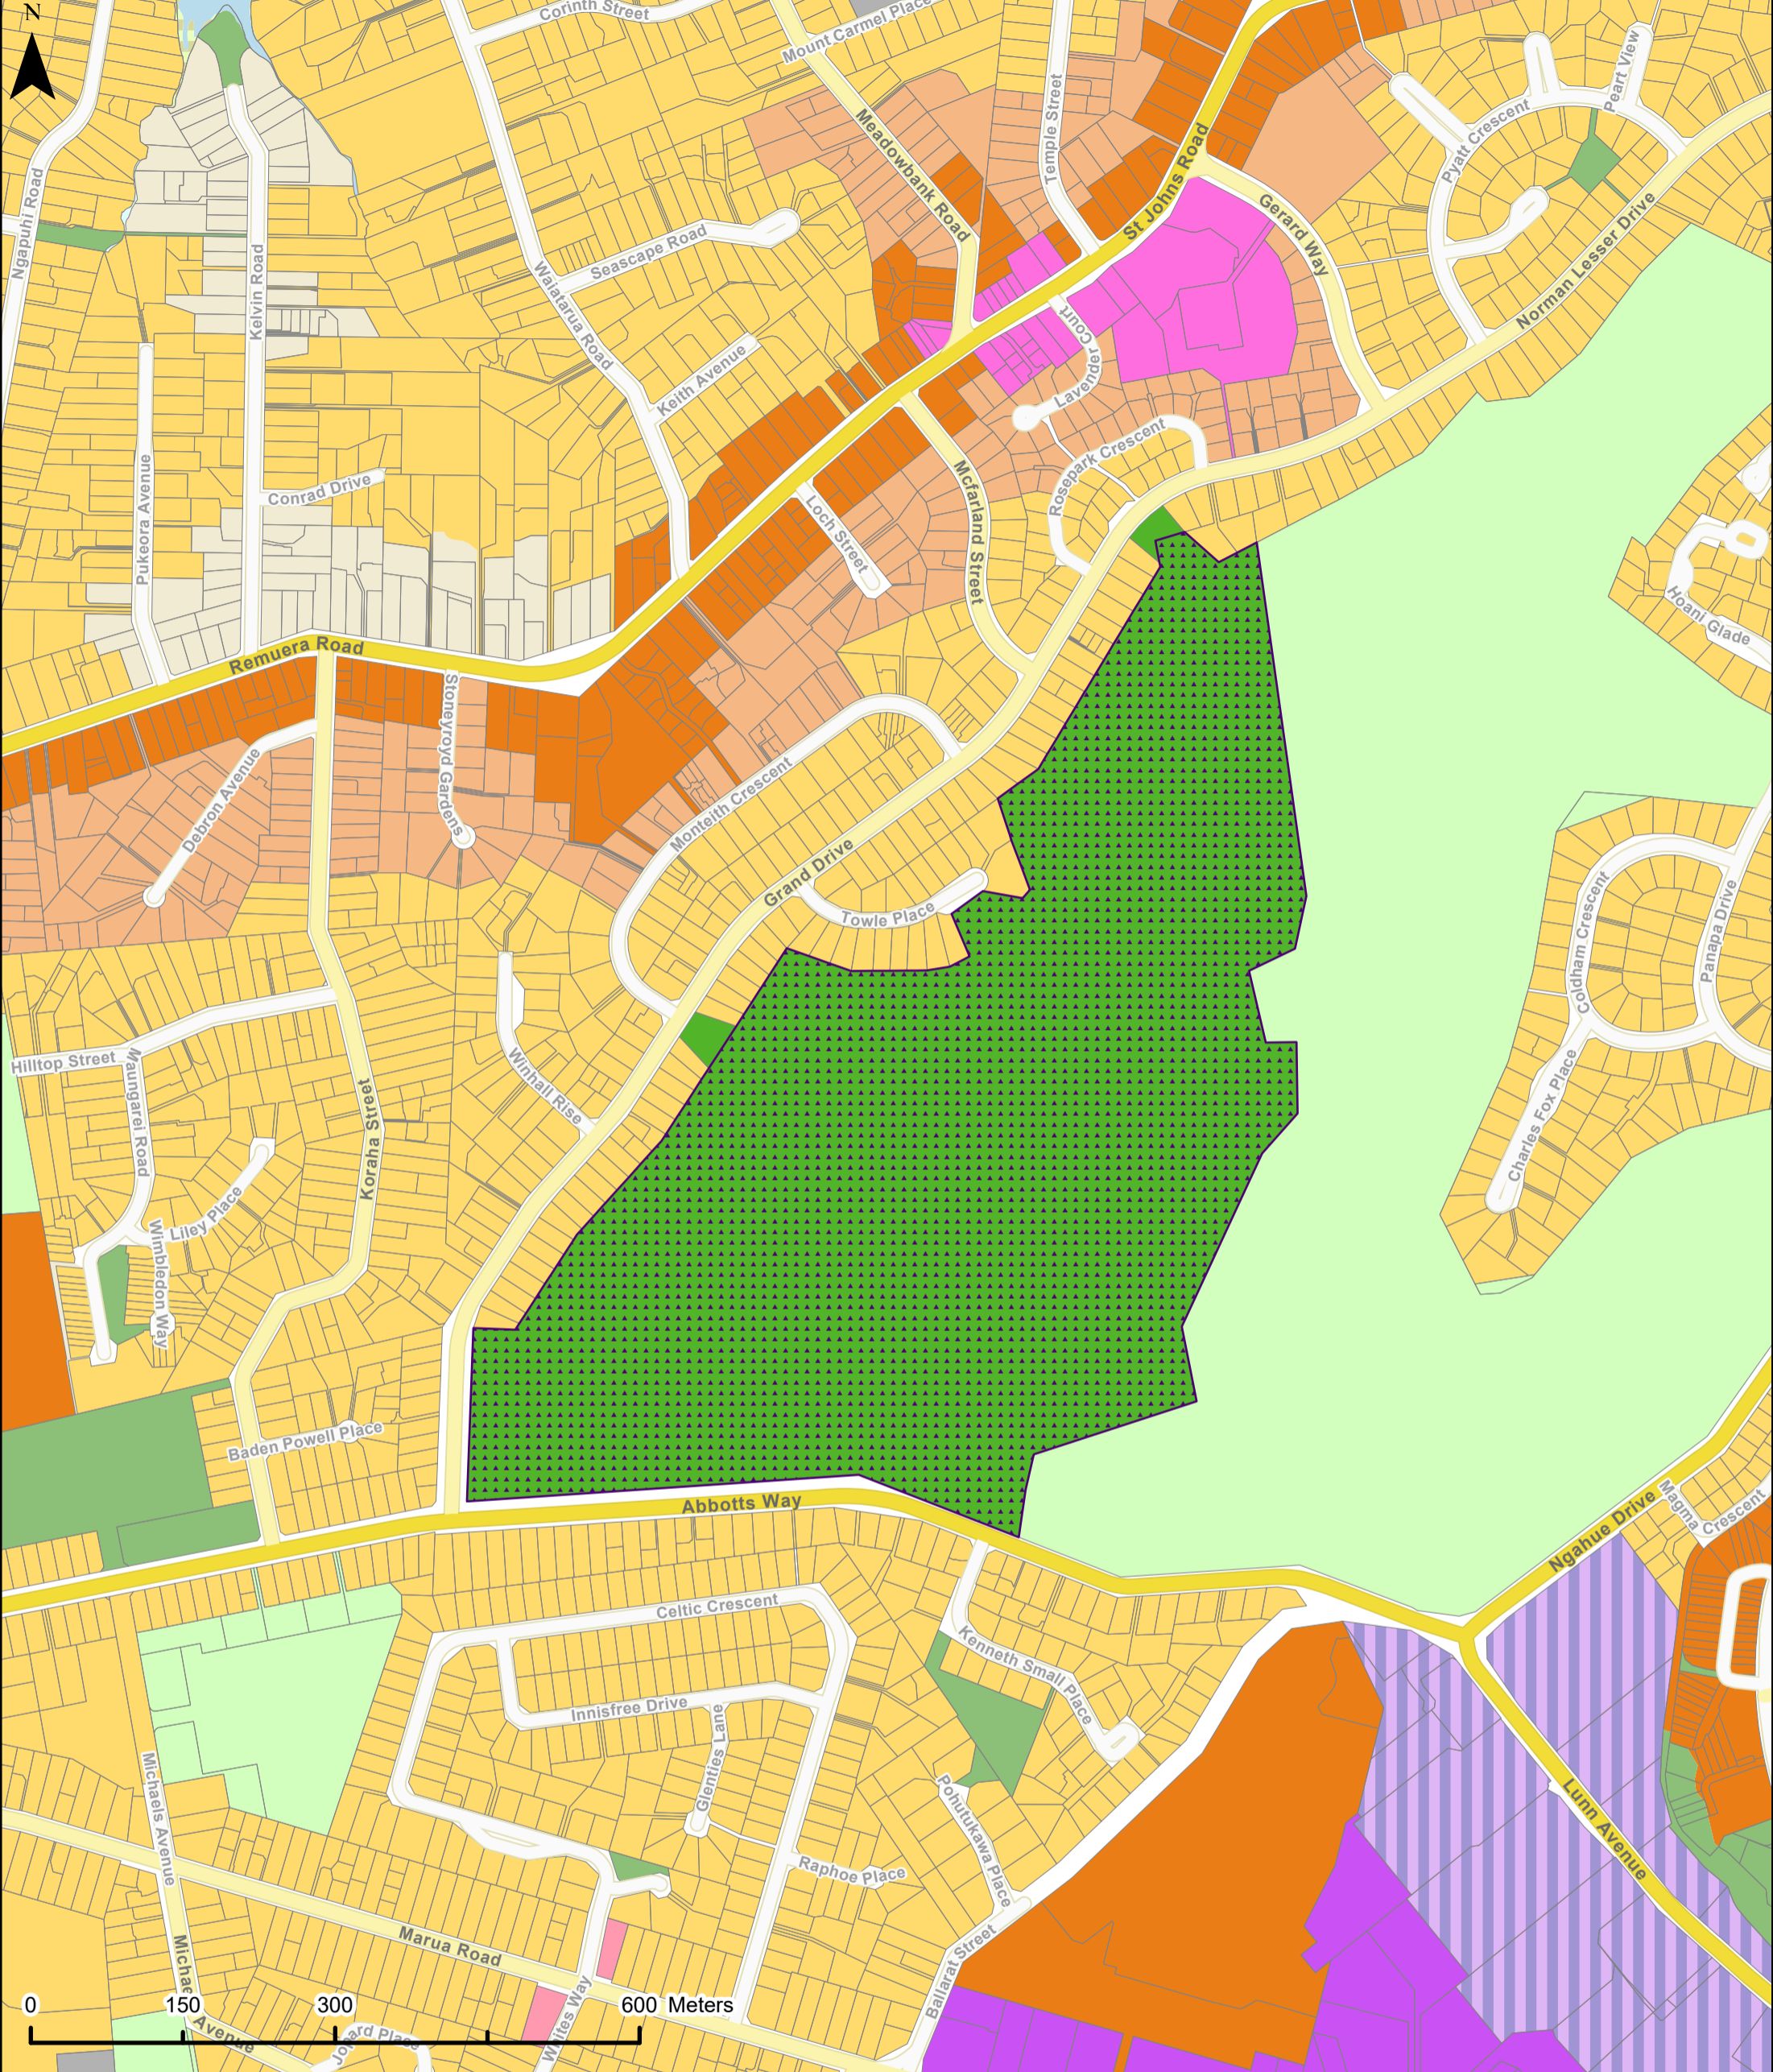 N
Corinth Street
Mount Carmel Place
Peart View
Temple Street
Meadowbank Road
Pyatt Crescent
St Johns Road
Ngapuhi Road
Gerard Way
Seascape Road
Kelvin Road
Norman Lesser Drive
Waiatarua Road
Lavender Court
Keith Avenue
Rosepark Crescent
Pukeora Avenue
Conrad Drive
Mcfarland Street
Loch Street
Hoani Glade
Remuera Road
Stoneyroyd Gardens
Debron Avenue
Monteith Crescent
Grand Drive
Towle Place
Coldham Crescent
Panapa Drive
Hilltop Street
Maungarei Road
Winhall Rise
Koraha Street
Charles Fox Place
Liley Place
Wimbledon Way
Baden Powell Place
Abbotts Way
Ngahue Drive
Magma Crescent
Celtic Crescent
Kenneth Small Place
Innisfree Drive
Glenties Lane
Michaels Avenue
Pohutukawa Place
Lunn Avenue
Raphoe Place
Marua Road
Ballarat Street
Whites Way
Michae
Avenue
Place
0 150 300 600 Meters